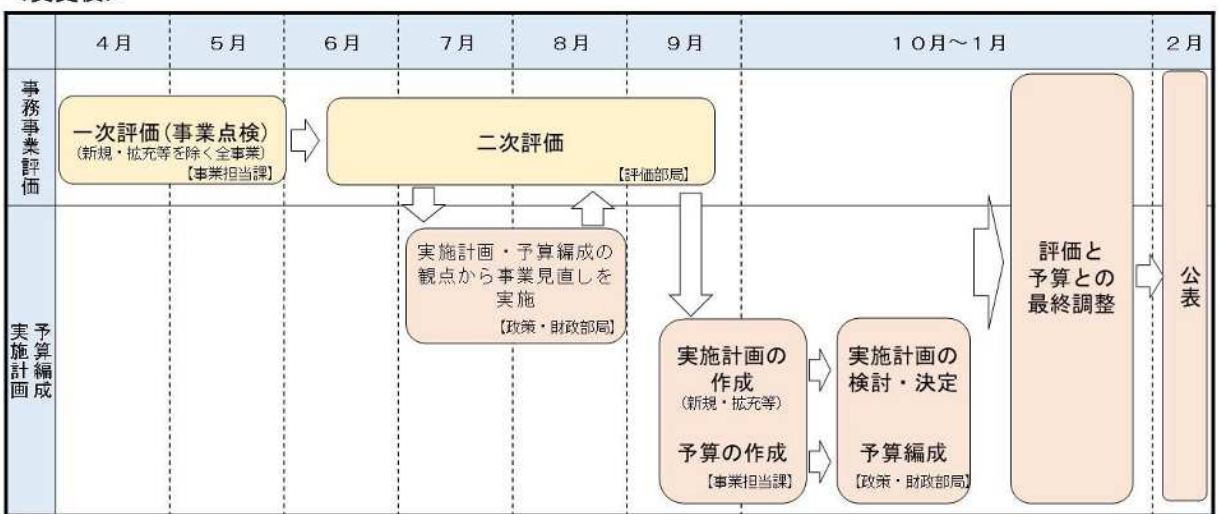 4月
5月
6月
7月
8月
9月
10月～1月
2月
事務事業評価
一次評価(事業点検)
(新規・拡充等を除く全事業)
【事業担当課】
二次評価
【評価部局】
実施計画・予算編成の
観点から事業見直しを
実施
【政策・財政部局】
予算編成
実施計画
実施計画の
作成
(新規・拡充等)
予算の作成
【事業担当課】
実施計画の
検討・決定
予算編成
【政策・財政部局】
評価と
予算との
最終調整
公表